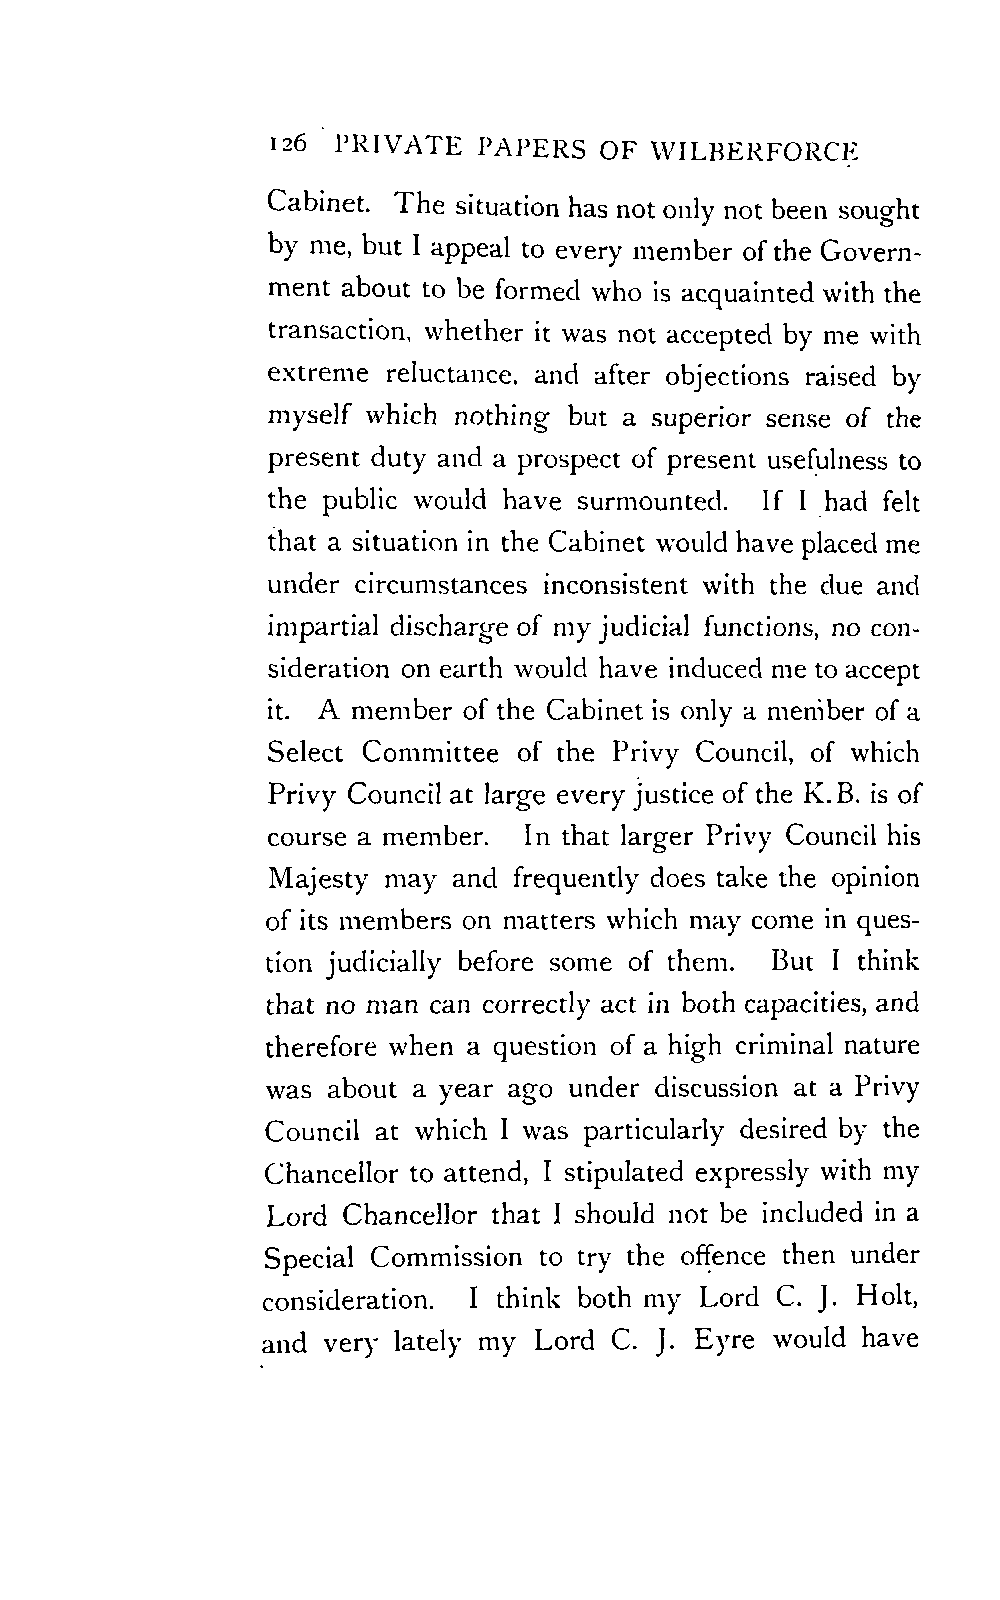 126 PRIVATE PAPERS OF WILBERFORCE
Cabinet. The situation has not only not been sought
by me, but I appeal to every member of the Govern-
ment about to be formed who is acquainted with the
transaction, whether it was not accepted by me with
extreme reluctance, and after objections raised by
myself which nothing but a superior sense of the
present duty and a prospect of present usefulness to
the public would have surmounted. If I had felt
that a situation in the Cabinet would have placed me
under circumstances inconsistent with the due and
impartial discharge of my judicial functions, no con-
sideration on earth would have induced me to accept
it. A member of the Cabinet is only a member of a
Select Committee of the Privy Council, of which
Privy Council at large every justice of the K.B. is of
course a member. In that larger Privy Council his
Majesty may and frequently does take the opinion
of its members on matters which may come in ques-
tion judicially before some of them. But I think
that no man can correctly act in both capacities, and
therefore when a question of a high criminal nature
was about a year ago under discussion at a Privy
Council at which I was particularly desired by the
Chancellor to attend, I stipulated expressly with my
Lord Chancellor that I should not be included in a
Special Commission to try the offence then under
consideration. I think both my Lord C. J. Holt,
and very lately my Lord C. J. Eyre would have